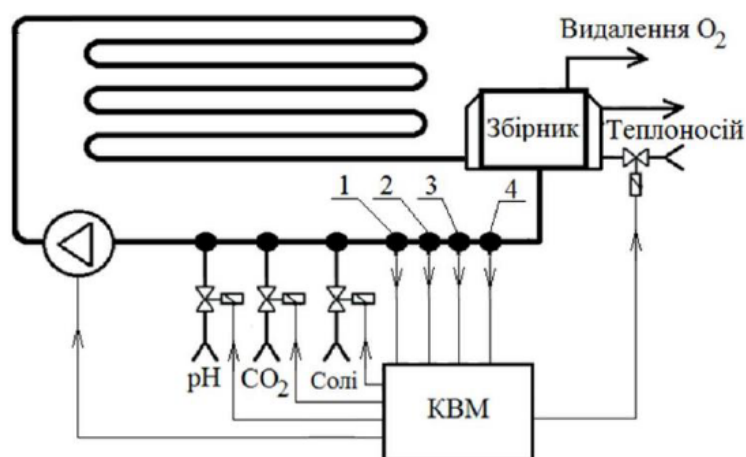 Видалення O₂
Збірник
Теплоносій
1 2 3 4
pH CO₂ Солі
КВМ